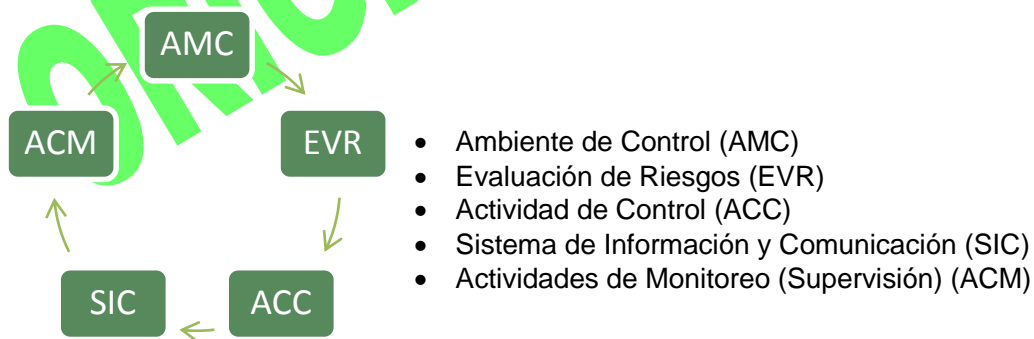 AMC
ACM
EVR
SIC
ACC
• Ambiente de Control (AMC)
• Evaluación de Riesgos (EVR)
• Actividad de Control (ACC)
• Sistema de Información y Comunicación (SIC)
• Actividades de Monitoreo (Supervisión) (ACM)